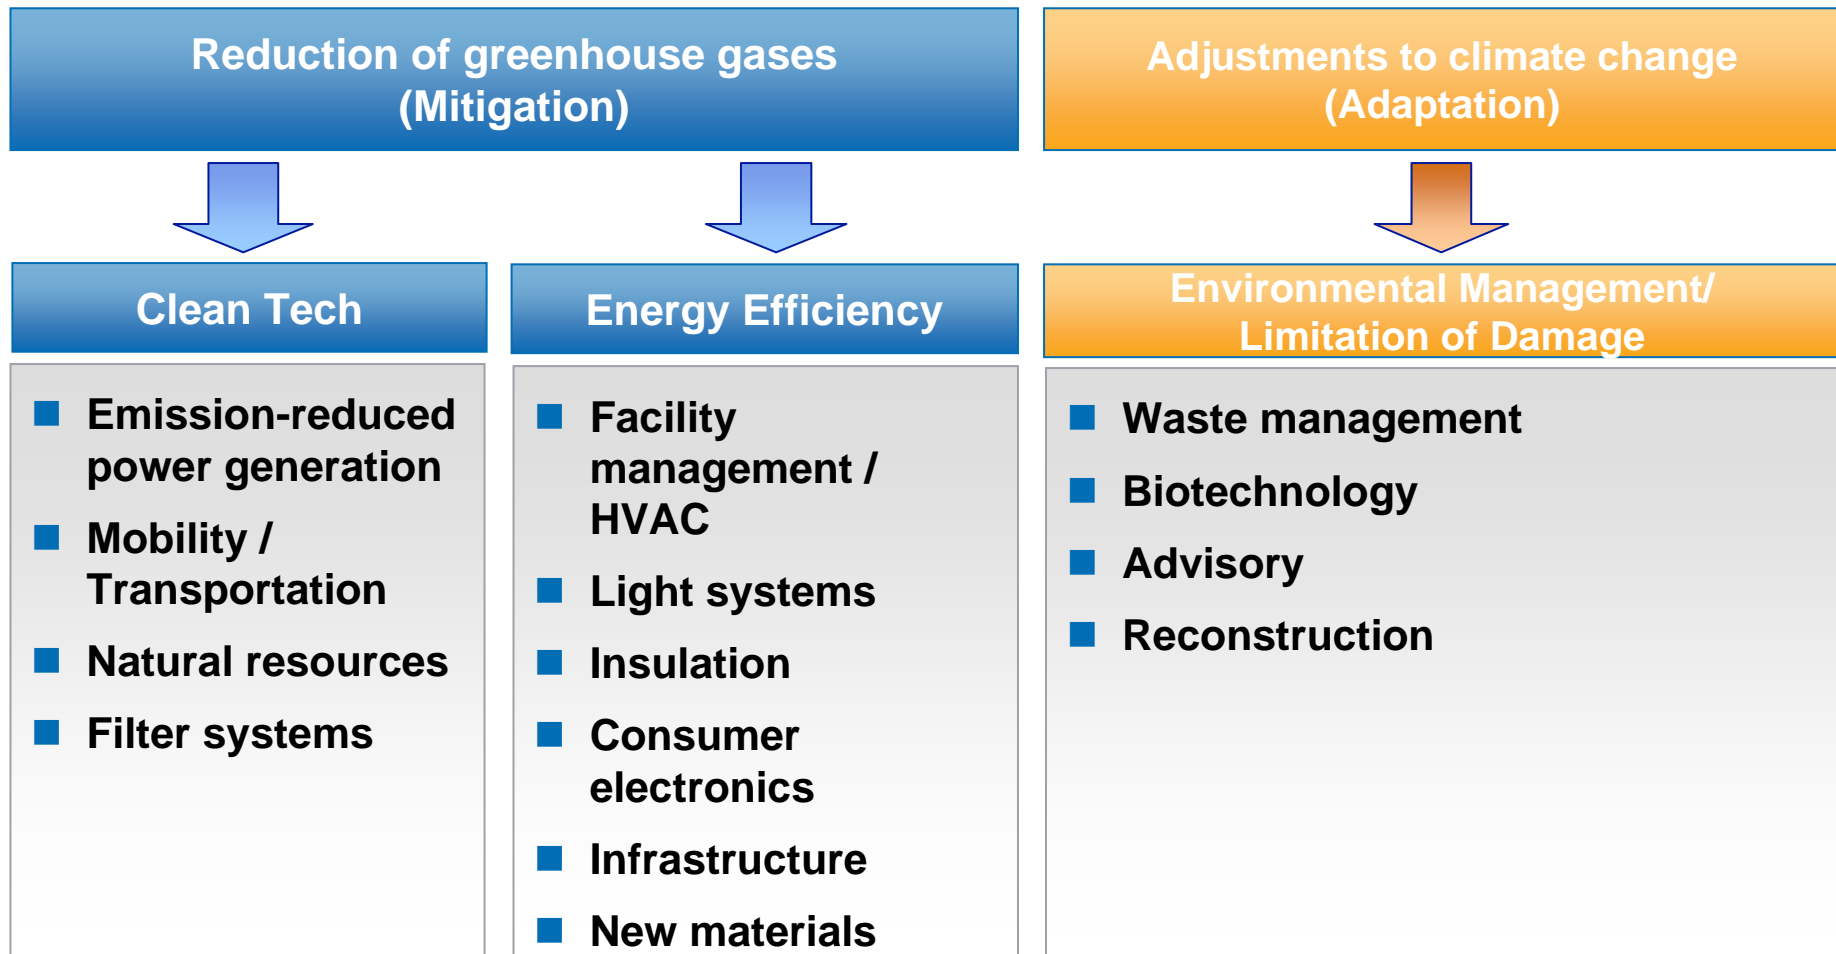 Reduction of greenhouse gases
(Mitigation)
Adjustments to climate change
(Adaptation)
Clean Tech
Energy Efficiency
Environmental Management/
Limitation of Damage
Emission-reduced
power generation
Mobility /
Transportation
Natural resources
Filter systems
Facility
management /
HVAC
Light systems
Insulation
Consumer
electronics
Infrastructure
New materials
Waste management
Biotechnology
Advisory
Reconstruction